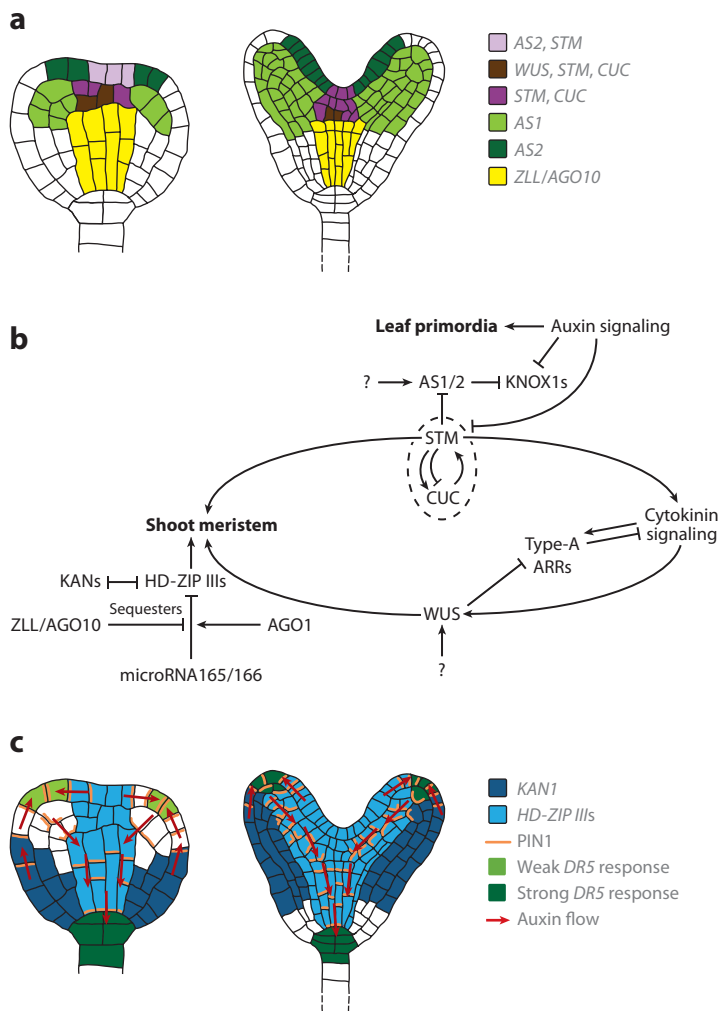 a
AS2, STM
WUS, STM, CUC
STM, CUC
AS1
AS2
ZLL/AGO10
b
Leaf primordia
Auxin signaling
?
AS1/2
KNOX1s
STM
CUC
Shoot meristem
Cytokinin
signaling
Type-A
ARRs
KANs
HD-ZIP IIIs
Sequesters
ZLL/AGO10
AGO1
WUS
microRNA165/166
?
c
KAN1
HD-ZIP IIIs
PIN1
Weak DR5 response
Strong DR5 response
Auxin flow